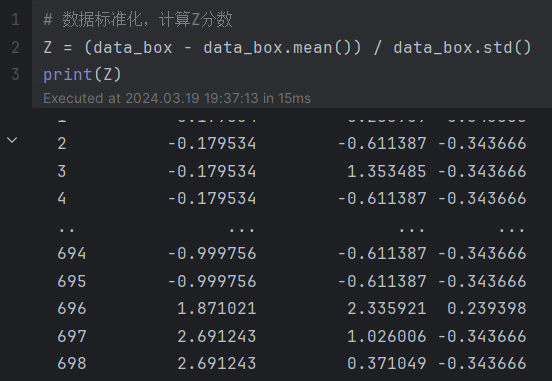 1 # 数据标准化，计算Z分数
2 Z = (data_box - data_box.mean()) / data_box.std()
3 print(Z)
Executed at 2024.03.19 19:37:13 in 15ms
2 -0.179534 -0.611387 -0.343666
3 -0.179534 1.353485 -0.343666
4 -0.179534 -0.611387 -0.343666
.. ... ... ...
694 -0.999756 -0.611387 -0.343666
695 -0.999756 -0.611387 -0.343666
696 1.871021 2.335921 0.239398
697 2.691243 1.026006 -0.343666
698 2.691243 0.371049 -0.343666